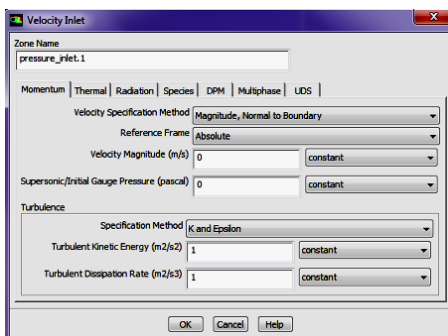 Velocity Inlet
Zone Name
pressure_inlet.1
Momentum Thermal Radiation Species DPM Multiphase UDS
Velocity Specification Method Magnitude, Normal to Boundary
Reference Frame Absolute
Velocity Magnitude (m/s) 0 constant
Supersonic/Initial Gauge Pressure (pascal) 0 constant
Turbulence
Specification Method K and Epsilon
Turbulent Kinetic Energy (m2/s2) 1 constant
Turbulent Dissipation Rate (m2/s3) 1 constant
OK Cancel Help